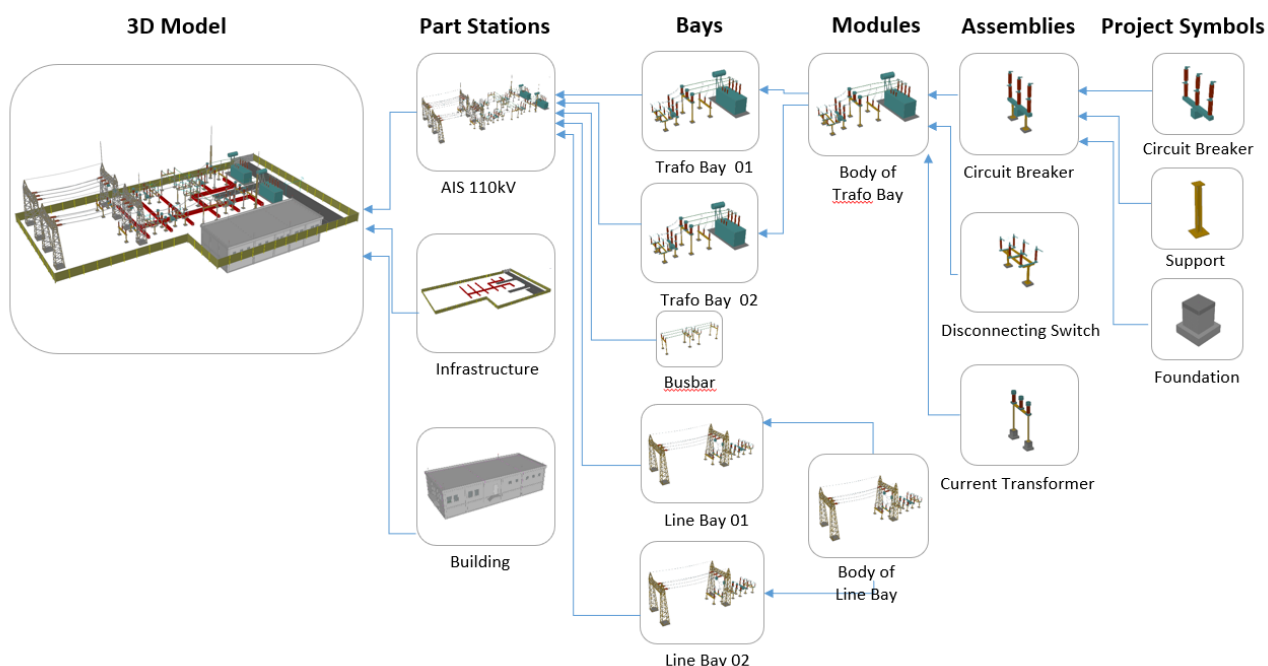 3D Model
Part Stations
Bays
Modules
Assemblies
Project Symbols
AIS 110kV
Infrastructure
Building
Trafo Bay 01
Trafo Bay 02
Busbar
Line Bay 01
Line Bay 02
Body of
Trafo Bay
Body of
Line Bay
Circuit Breaker
Disconnecting Switch
Current Transformer
Circuit Breaker
Support
Foundation